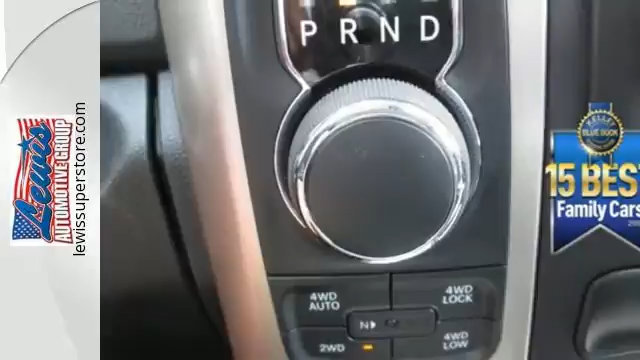 P R N D
4WD
AUTO
4WD
LOCK
N
2WD
4WD
LOW
Lewis
AUTOMOTIVE GROUP
lewissuperstore.com
KELLEY
BLUE BOOK
15 BEST
Family Cars